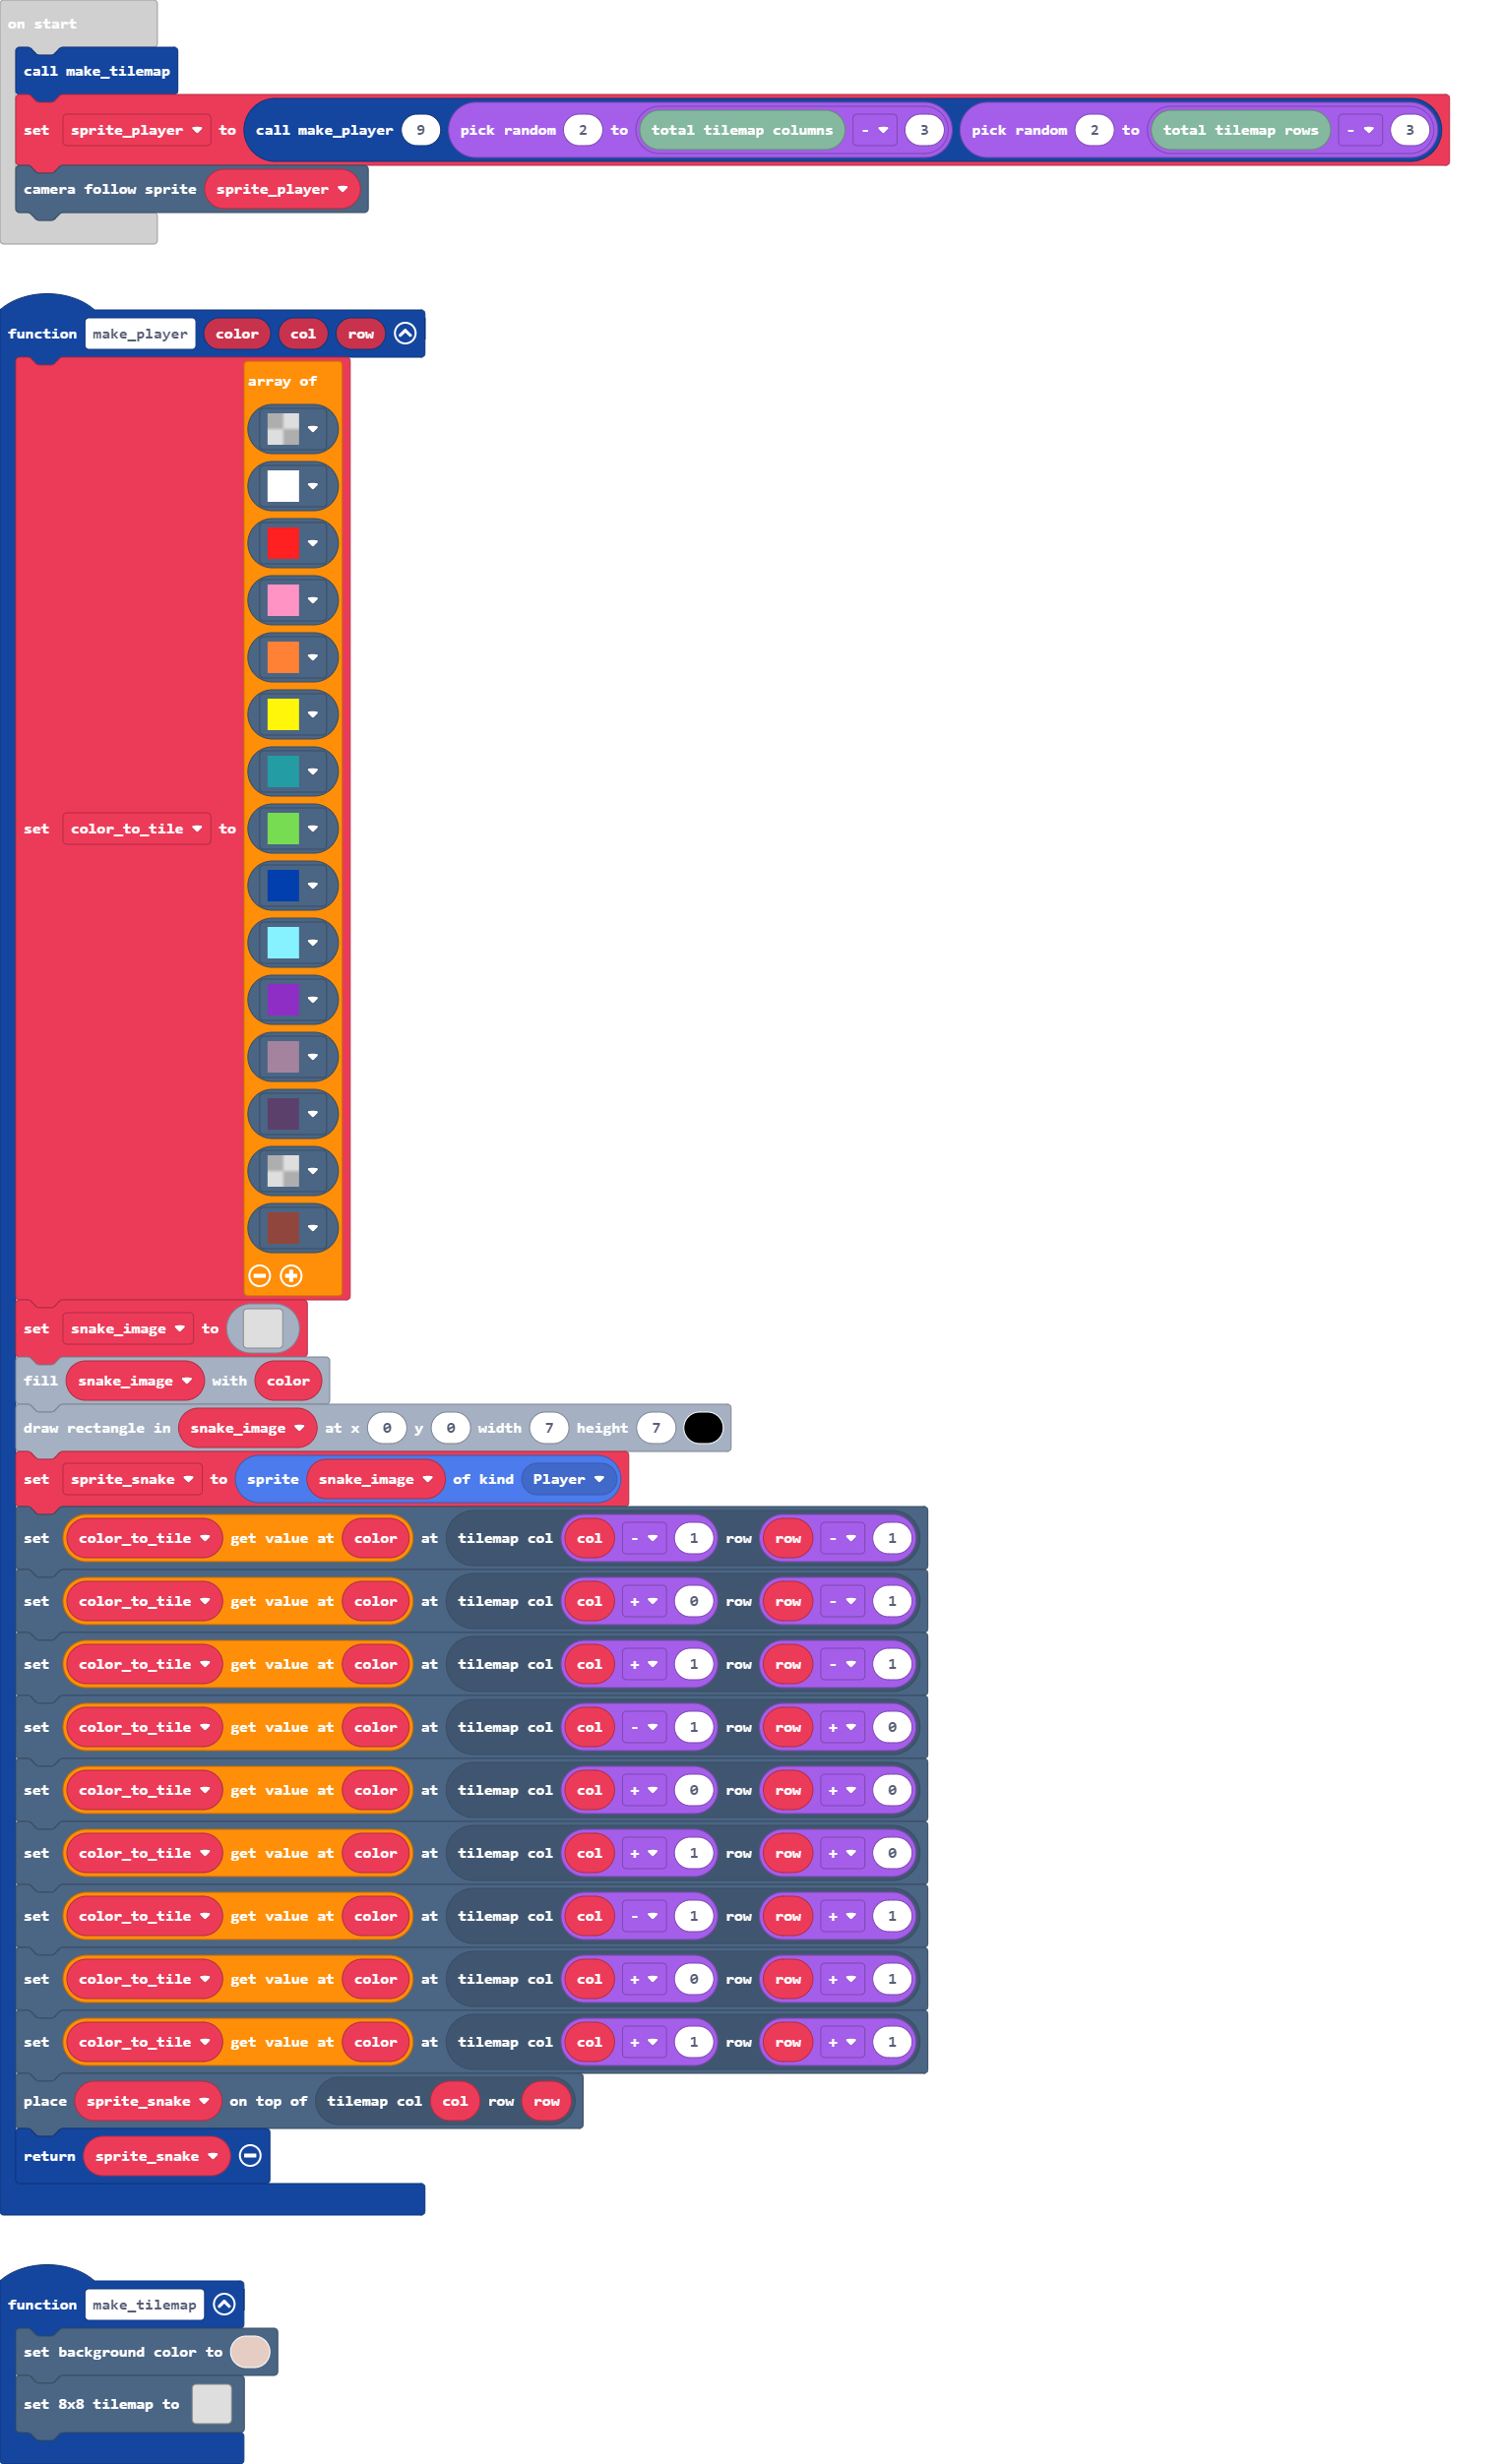 on start
call make_tilemap
set sprite_player to call make_player 9 pick random 2 to total tilemap columns - 3 pick random 2 to total tilemap rows - 3
camera follow sprite sprite_player
function make_player color col row
array of
set color_to_tile to
set snake_image to
fill snake_image with color
draw rectangle in snake_image at x 0 y 0 width 7 height 7
set sprite_snake to sprite snake_image of kind Player
set color_to_tile get value at color at tilemap col col - 1 row row - 1
set color_to_tile get value at color at tilemap col col + 0 row row - 1
set color_to_tile get value at color at tilemap col col + 1 row row - 1
set color_to_tile get value at color at tilemap col col - 1 row row + 0
set color_to_tile get value at color at tilemap col col + 0 row row + 0
set color_to_tile get value at color at tilemap col col + 1 row row + 0
set color_to_tile get value at color at tilemap col col - 1 row row + 1
set color_to_tile get value at color at tilemap col col + 0 row row + 1
set color_to_tile get value at color at tilemap col col + 1 row row + 1
place sprite_snake on top of tilemap col col row row
return sprite_snake
function make_tilemap
set background color to
set 8x8 tilemap to